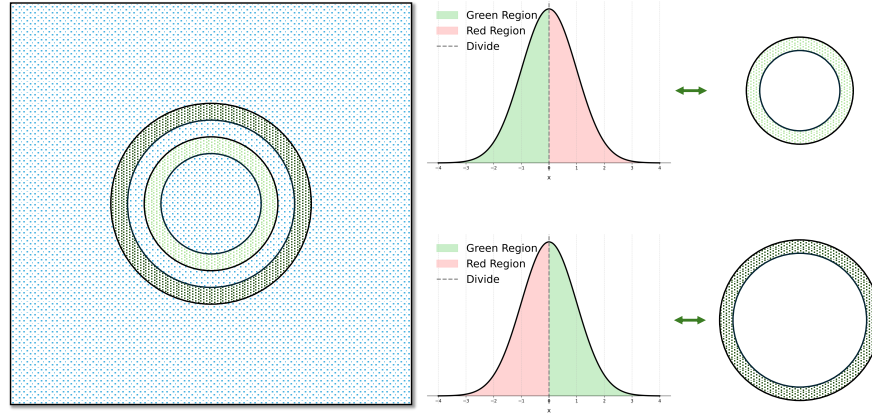 Green Region
Red Region
Divide
-4 -3 -2 -1 0 1 2 3 4
x
Green Region
Red Region
Divide
-4 -3 -2 -1 0 1 2 3 4
x